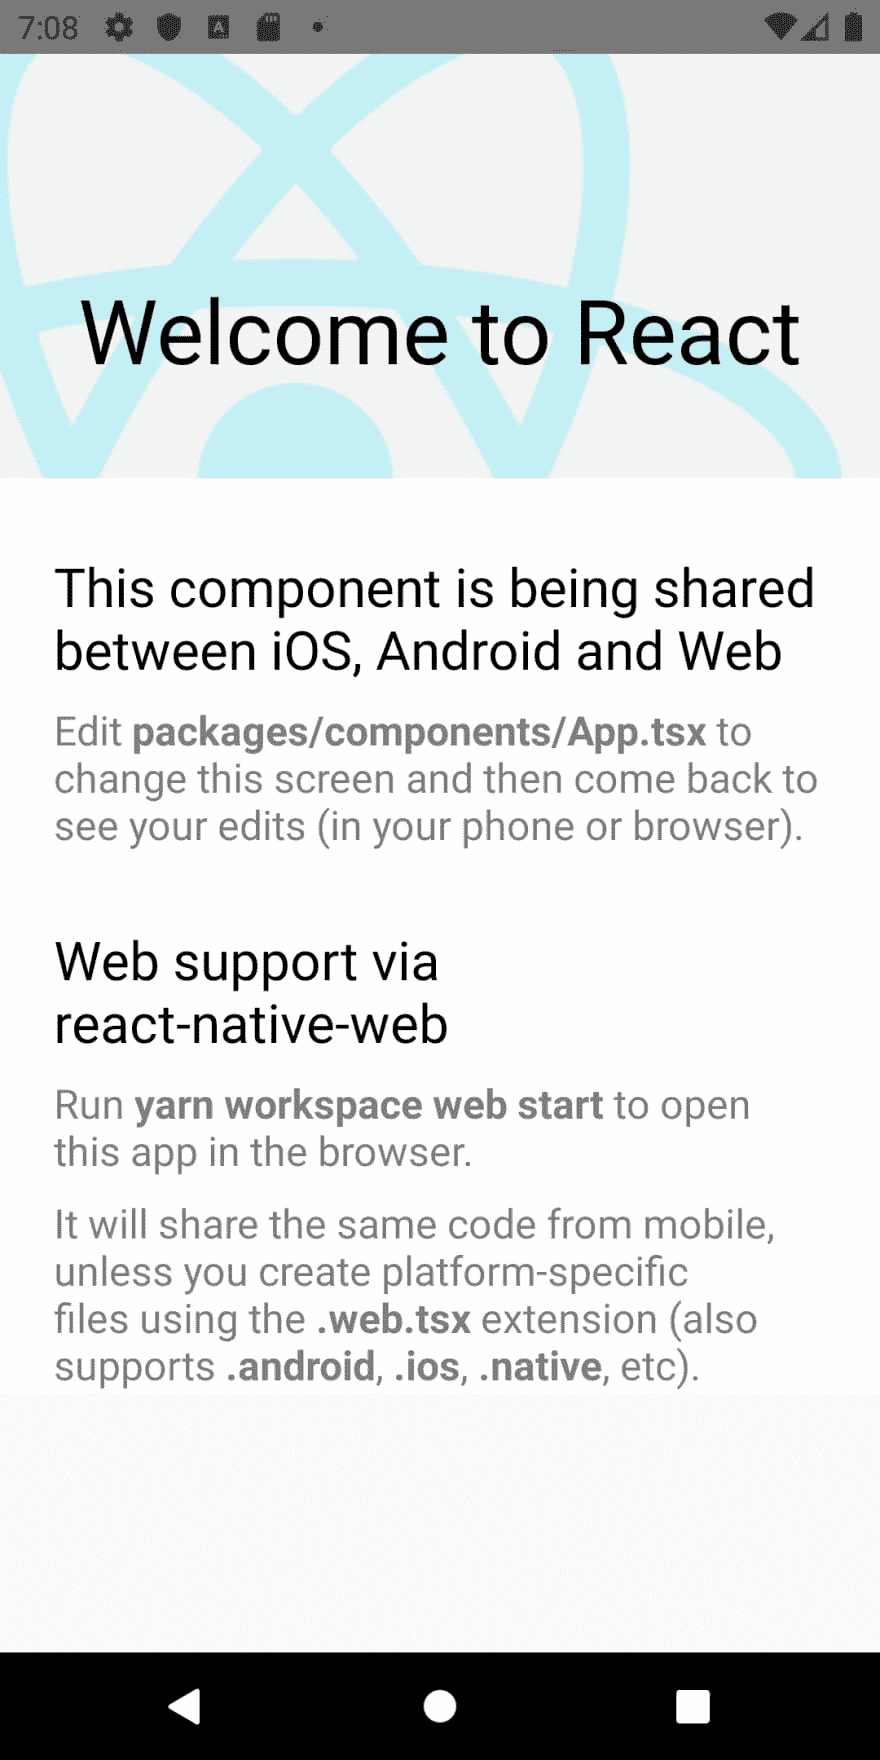 7:08
A
Welcome to React
This component is being shared
between iOS, Android and Web
Edit packages/components/App.tsx to
change this screen and then come back to
see your edits (in your phone or browser).
Web support via
react-native-web
Run yarn workspace web start to open
this app in the browser.
It will share the same code from mobile,
unless you create platform-specific
files using the .web.tsx extension (also
supports .android, .ios, .native, etc).